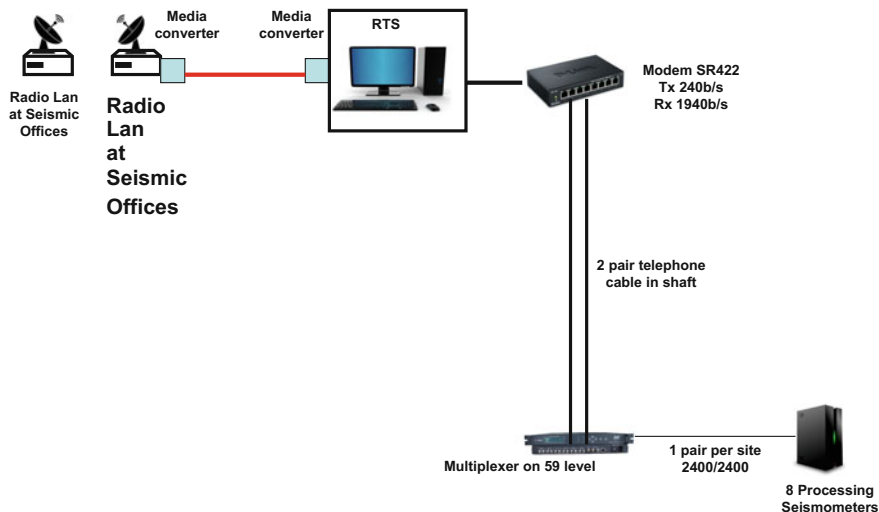 Media
converter
Media
converter
RTS
Radio Lan
at Seismic
Offices
Radio
Lan
at
Seismic
Offices
Modem SR422
Tx 240b/s
Rx 1940b/s
2 pair telephone
cable in shaft
Multiplexer on 59 level
1 pair per site
2400/2400
8 Processing
Seismometers